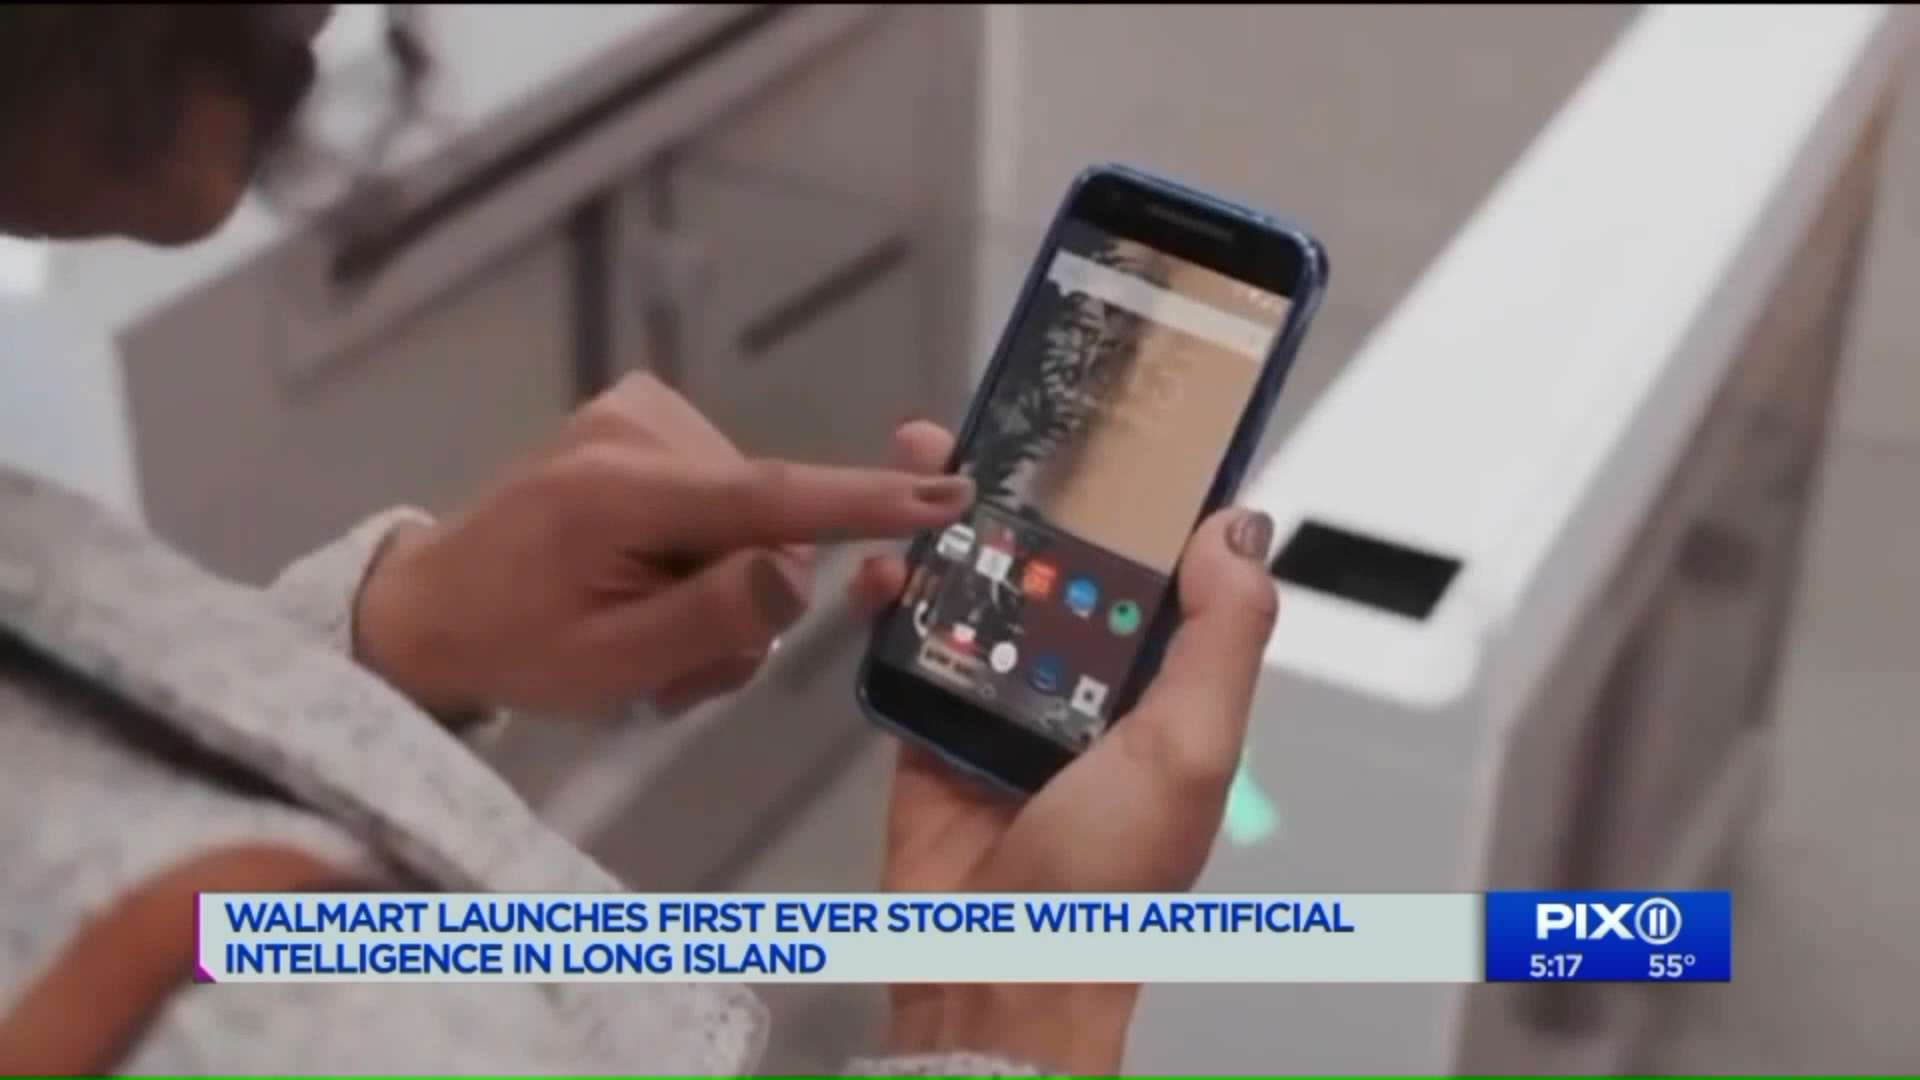 WALMART LAUNCHES FIRST EVER STORE WITH ARTIFICIAL
INTELLIGENCE IN LONG ISLAND
PIX11
5:17 55°